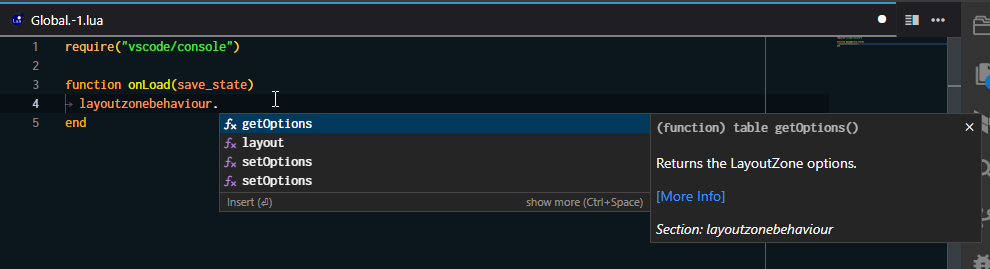 Global.-1.lua
1 require("vscode/console")
2
3 function onLoad(save_state)
4 layoutzonebehaviour.
5 end
getOptions
layout
setOptions
setOptions
Insert (⏎)
show more (Ctrl+Space)
(function) table getOptions()
Returns the LayoutZone options.
[More Info]
Section: layoutzonebehaviour